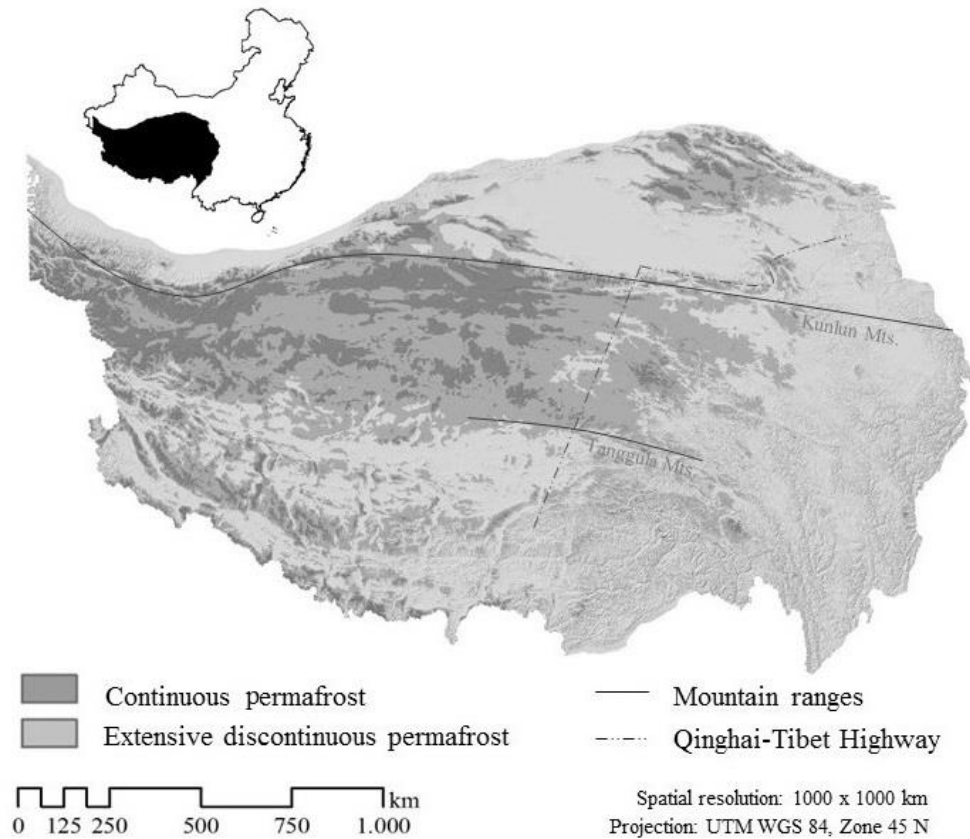 Kunlun Mts.
Tanggula Mts.
Continuous permafrost
Extensive discontinuous permafrost
Mountain ranges
Qinghai-Tibet Highway
km
0 125 250 500 750 1.000
Spatial resolution: 1000 x 1000 km
Projection: UTM WGS 84, Zone 45 N